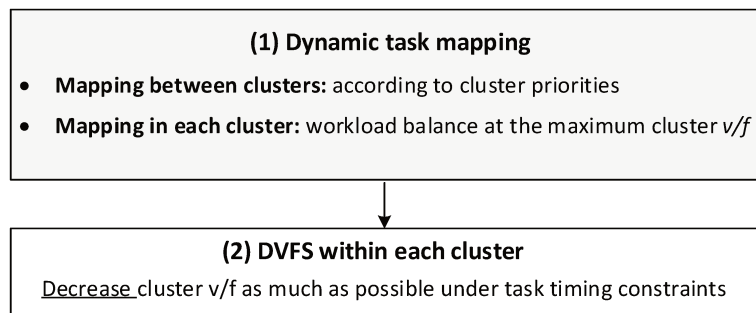 (1) Dynamic task mapping
• Mapping between clusters: according to cluster priorities
• Mapping in each cluster: workload balance at the maximum cluster v/f
(2) DVFS within each cluster
Decrease cluster v/f as much as possible under task timing constraints